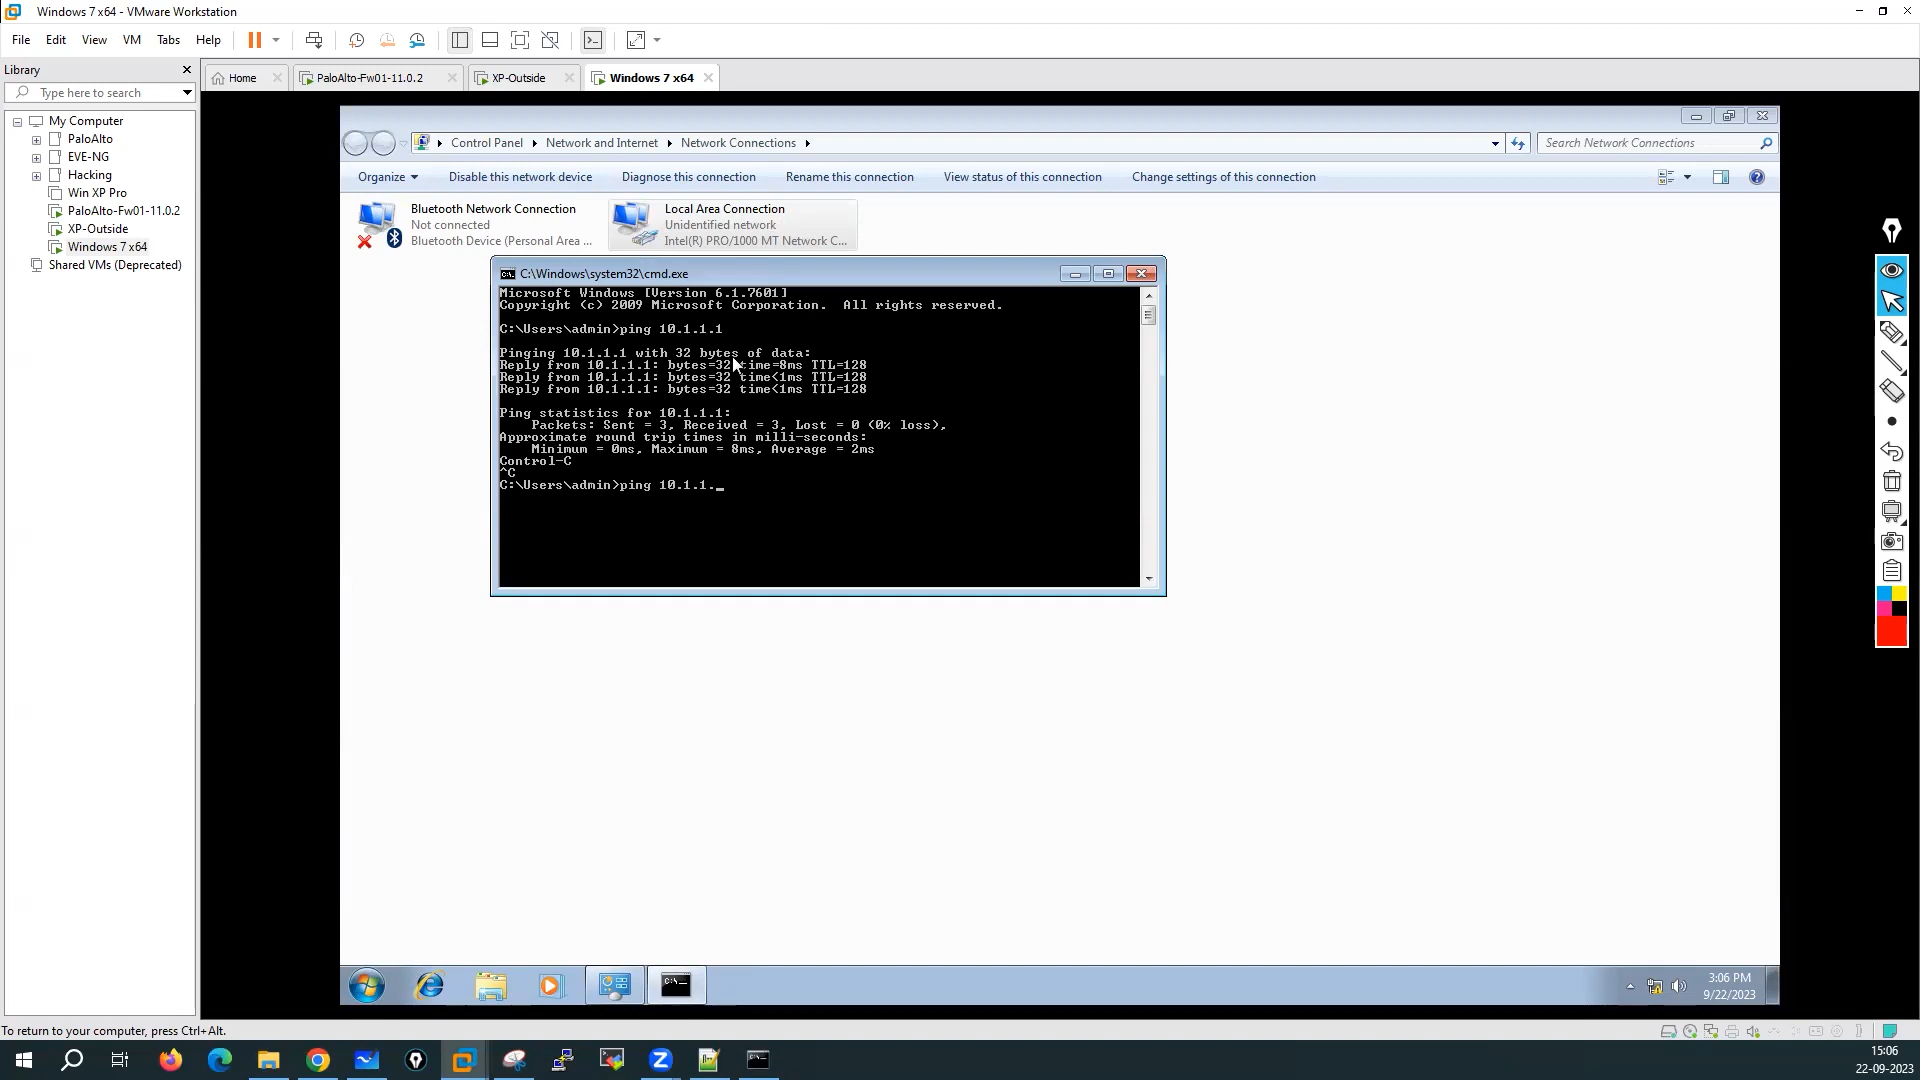 Windows 7 x64 - VMware Workstation
File Edit View VM Tabs Help
Library
Type here to search
My Computer
PaloAlto
EVE-NG
Hacking
Win XP Pro
PaloAlto-Fw01-11.0.2
XP-Outside
Windows 7 x64
Shared VMs (Deprecated)
Home PaloAlto-Fw01-11.0.2 XP-Outside Windows 7 x64
Control Panel Network and Internet Network Connections
Search Network Connections
Organize Disable this network device Diagnose this connection Rename this connection View status of this connection Change settings of this connection
Bluetooth Network Connection
Not connected
Bluetooth Device (Personal Area ...
Local Area Connection
Unidentified network
Intel(R) PRO/1000 MT Network C...
C:\Windows\system32\cmd.exe
Microsoft Windows [Version 6.1.7601]
Copyright (c) 2009 Microsoft Corporation.  All rights reserved.
C:\Users\admin>ping 10.1.1.1
Pinging 10.1.1.1 with 32 bytes of data:
Reply from 10.1.1.1: bytes=32 time=8ms TTL=128
Reply from 10.1.1.1: bytes=32 time<1ms TTL=128
Reply from 10.1.1.1: bytes=32 time<1ms TTL=128
Ping statistics for 10.1.1.1:
Packets: Sent = 3, Received = 3, Lost = 0 (0% loss),
Approximate round trip times in milli-seconds:
Minimum = 0ms, Maximum = 8ms, Average = 2ms
Control-C
^C
C:\Users\admin>ping 10.1.1._
3:06 PM
9/22/2023
To return to your computer, press Ctrl+Alt.
15:06
22-09-2023